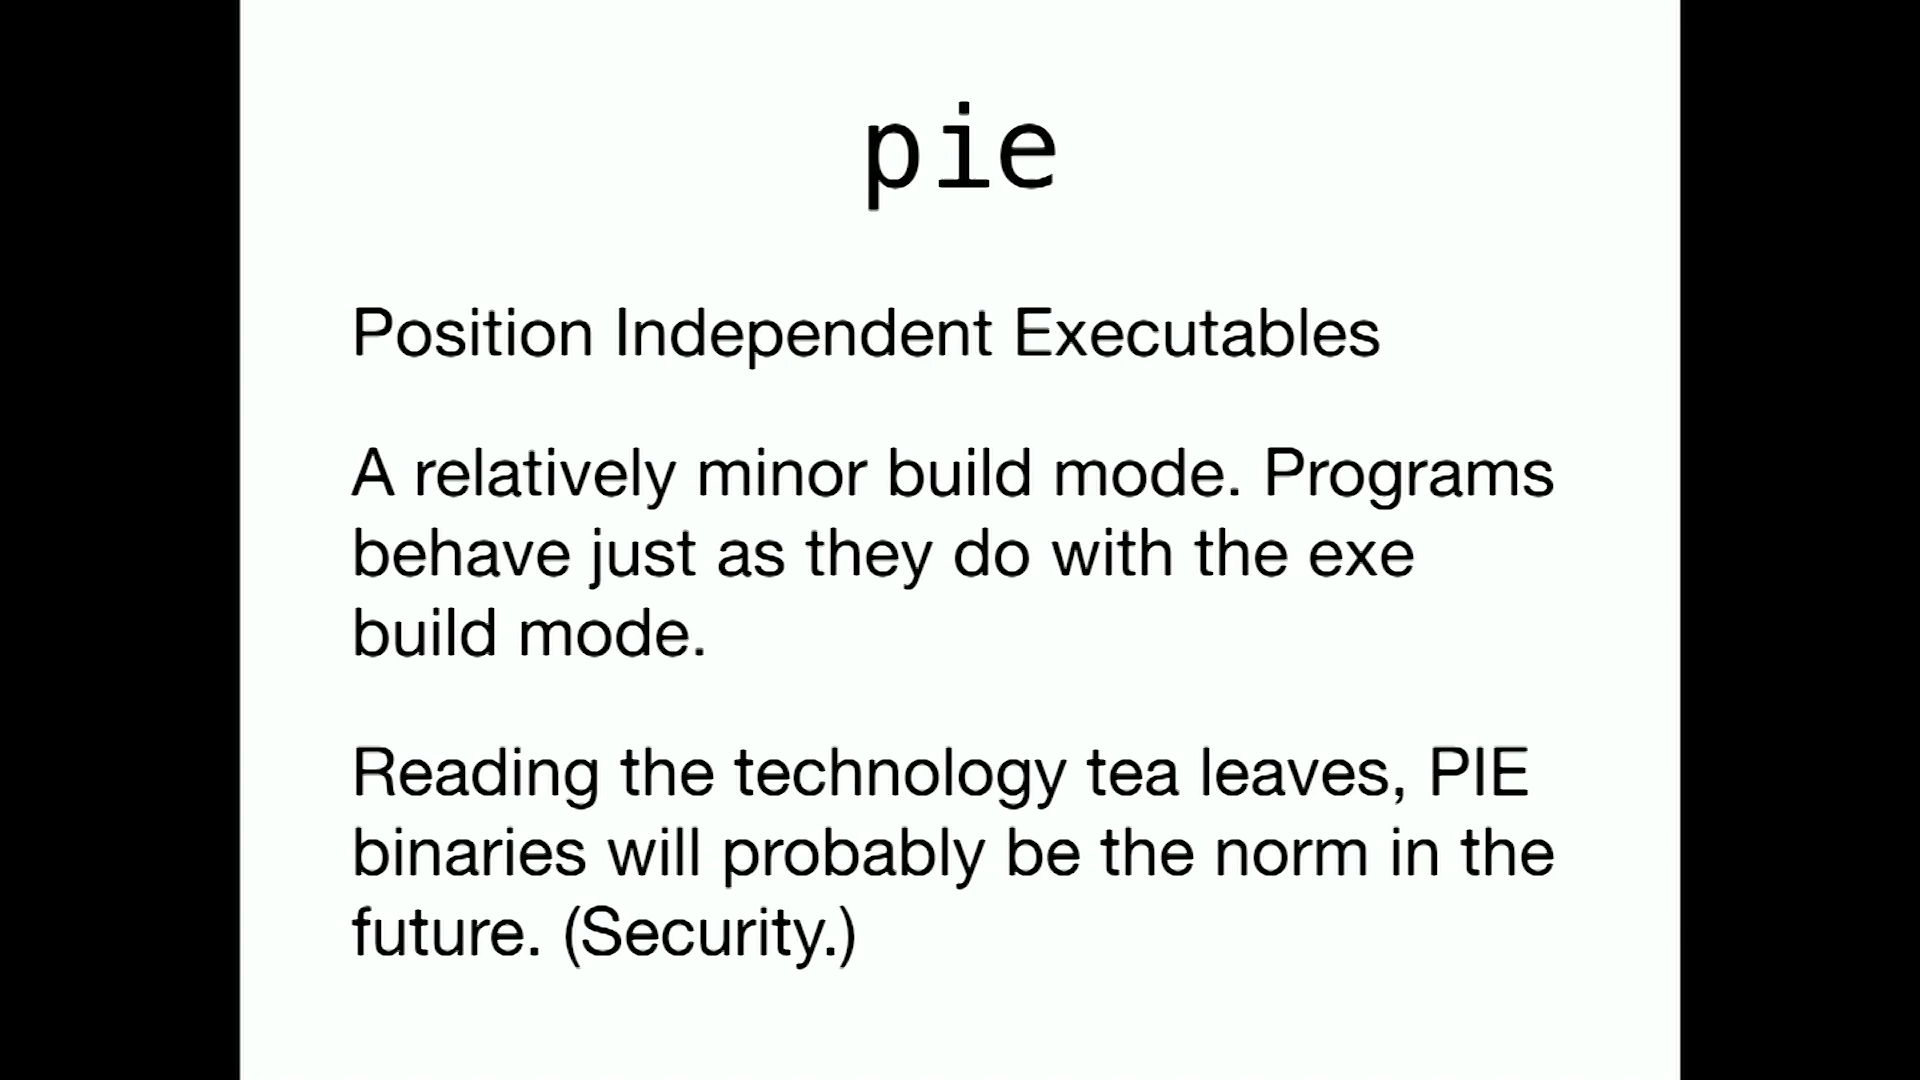 pie
Position Independent Executables
A relatively minor build mode. Programs
behave just as they do with the exe
build mode.
Reading the technology tea leaves, PIE
binaries will probably be the norm in the
future. (Security.)